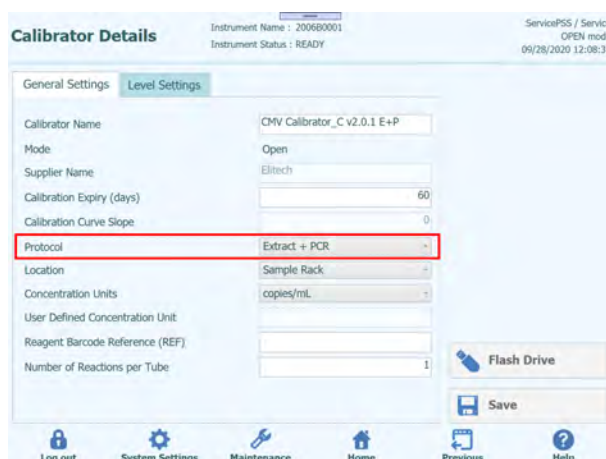 Calibrator Details
Instrument Name : 2006B0001
Instrument Status : READY
ServicePSS / Servic
OPEN mod
09/28/2020 12:08:3
General Settings
Level Settings
Calibrator Name
CMV Calibrator_C v2.0.1 E+P
Mode
Open
Supplier Name
Elitech
Calibration Expiry (days)
60
Calibration Curve Slope
0
Protocol
Extract + PCR
Location
Sample Rack
Concentration Units
copies/mL
User Defined Concentration Unit
Reagent Barcode Reference (REF)
Number of Reactions per Tube
1
Flash Drive
Save
Log out
System Settings
Maintenance
Home
Previous
Help